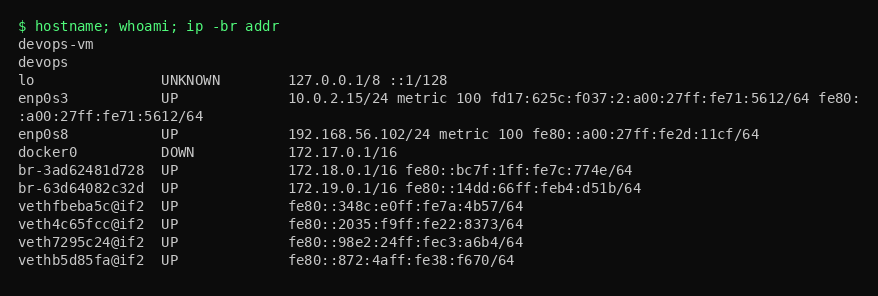 $ hostname; whoami; ip -br addr
devops-vm
devops
lo               UNKNOWN        127.0.0.1/8 ::1/128
enp0s3           UP             10.0.2.15/24 metric 100 fd17:625c:f037:2:a00:27ff:fe71:5612/64 fe80:
:a00:27ff:fe71:5612/64
enp0s8           UP             192.168.56.102/24 metric 100 fe80::a00:27ff:fe2d:11cf/64
docker0          DOWN           172.17.0.1/16
br-3ad62481d728  UP             172.18.0.1/16 fe80::bc7f:1ff:fe7c:774e/64
br-63d64082c32d  UP             172.19.0.1/16 fe80::14dd:66ff:feb4:d51b/64
vethfbeba5c@if2  UP             fe80::348c:e0ff:fe7a:4b57/64
veth4c65fcc@if2  UP             fe80::2035:f9ff:fe22:8373/64
veth7295c24@if2  UP             fe80::98e2:24ff:fec3:a6b4/64
vethb5d85fa@if2  UP             fe80::872:4aff:fe38:f670/64